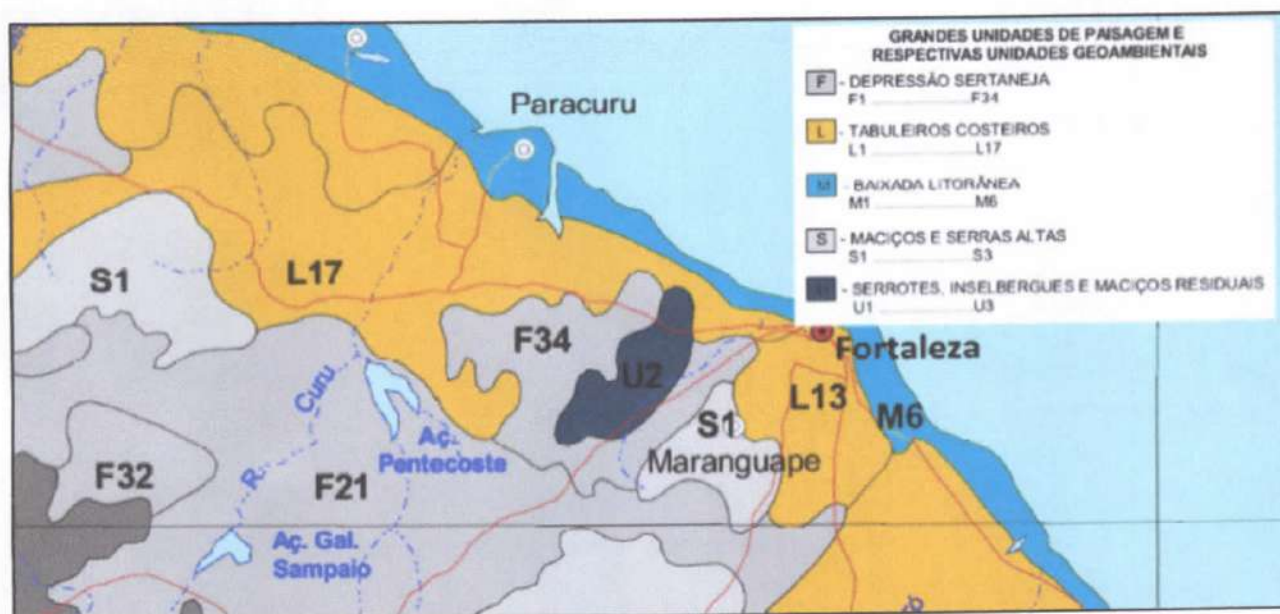 GRANDES UNIDADES DE PAISAGEM E
RESPECTIVAS UNIDADES GEOAMBIENTAIS
F - DEPRESSÃO SERTANEJA
F1 ............ F34
L - TABULEIROS COSTEIROS
L1 ............ L17
M - BAIXADA LITORÂNEA
M1 ............ M6
S - MACIÇOS E SERRAS ALTAS
S1 ............ S3
- SERROTES, INSELBERGUES E MACIÇOS RESIDUAIS
U1 ............ U3
Paracuru
S1
L17
F34
U2
Fortaleza
L13
M6
S1
Maranguape
R. Curu
Aç.
Pentecoste
F32
F21
Aç. Gal.
Sampaio